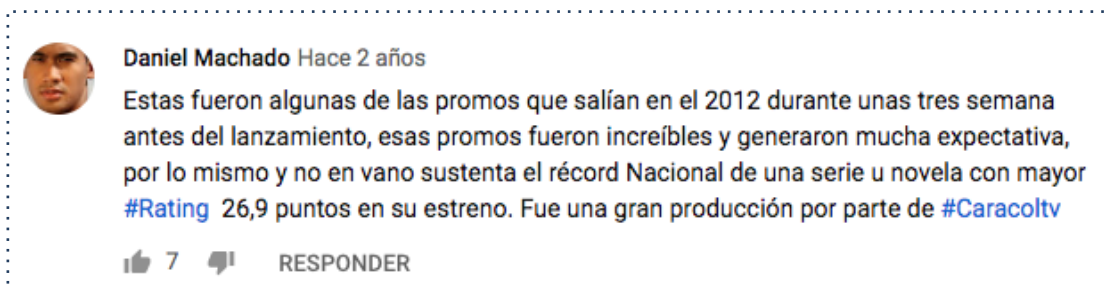 Daniel Machado Hace 2 años
Estas fueron algunas de las promos que salían en el 2012 durante unas tres semana
antes del lanzamiento, esas promos fueron increíbles y generaron mucha expectativa,
por lo mismo y no en vano sustenta el récord Nacional de una serie u novela con mayor
#Rating 26,9 puntos en su estreno. Fue una gran producción por parte de #Caracoltv
7 RESPONDER